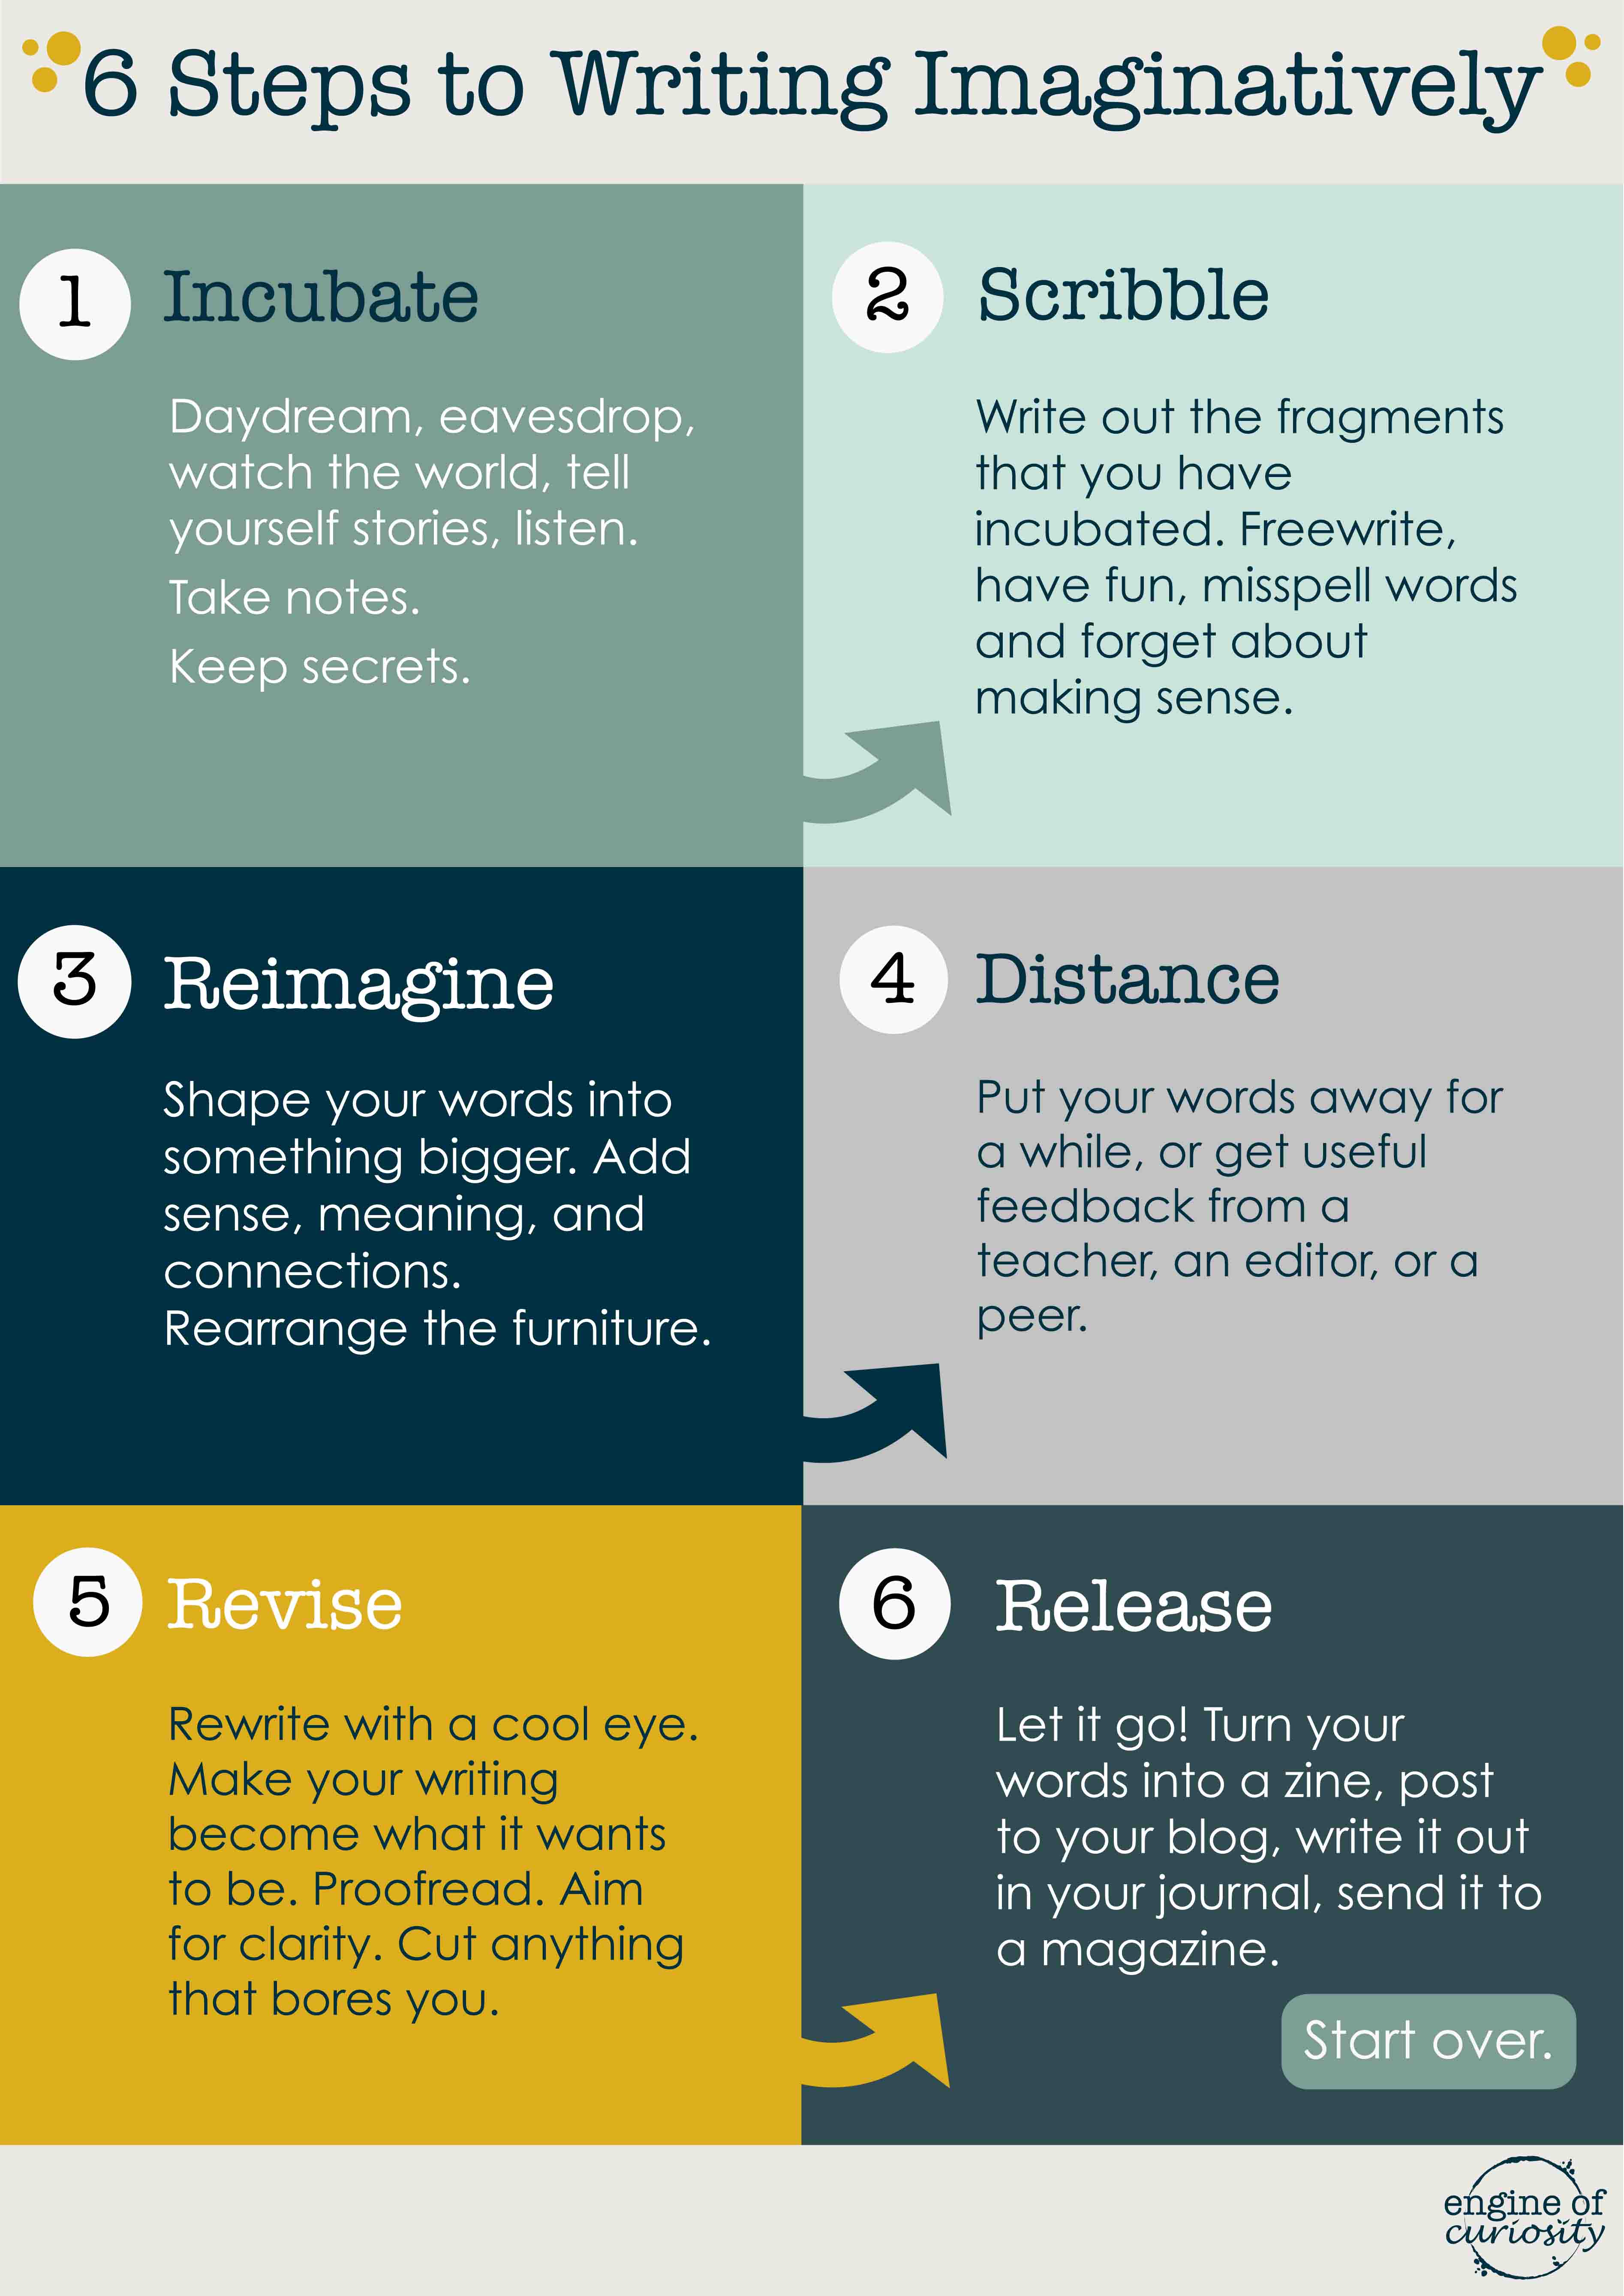 6 Steps to Writing Imaginatively
1
Incubate
Daydream, eavesdrop,
watch the world, tell
yourself stories, listen.
Take notes.
Keep secrets.
2
Scribble
Write out the fragments
that you have
incubated. Freewrite,
have fun, misspell words
and forget about
making sense.
3
Reimagine
Shape your words into
something bigger. Add
sense, meaning, and
connections.
Rearrange the furniture.
4
Distance
Put your words away for
a while, or get useful
feedback from a
teacher, an editor, or a
peer.
5
Revise
Rewrite with a cool eye.
Make your writing
become what it wants
to be. Proofread. Aim
for clarity. Cut anything
that bores you.
6
Release
Let it go! Turn your
words into a zine, post
to your blog, write it out
in your journal, send it to
a magazine.
Start over.
engine of
curiosity